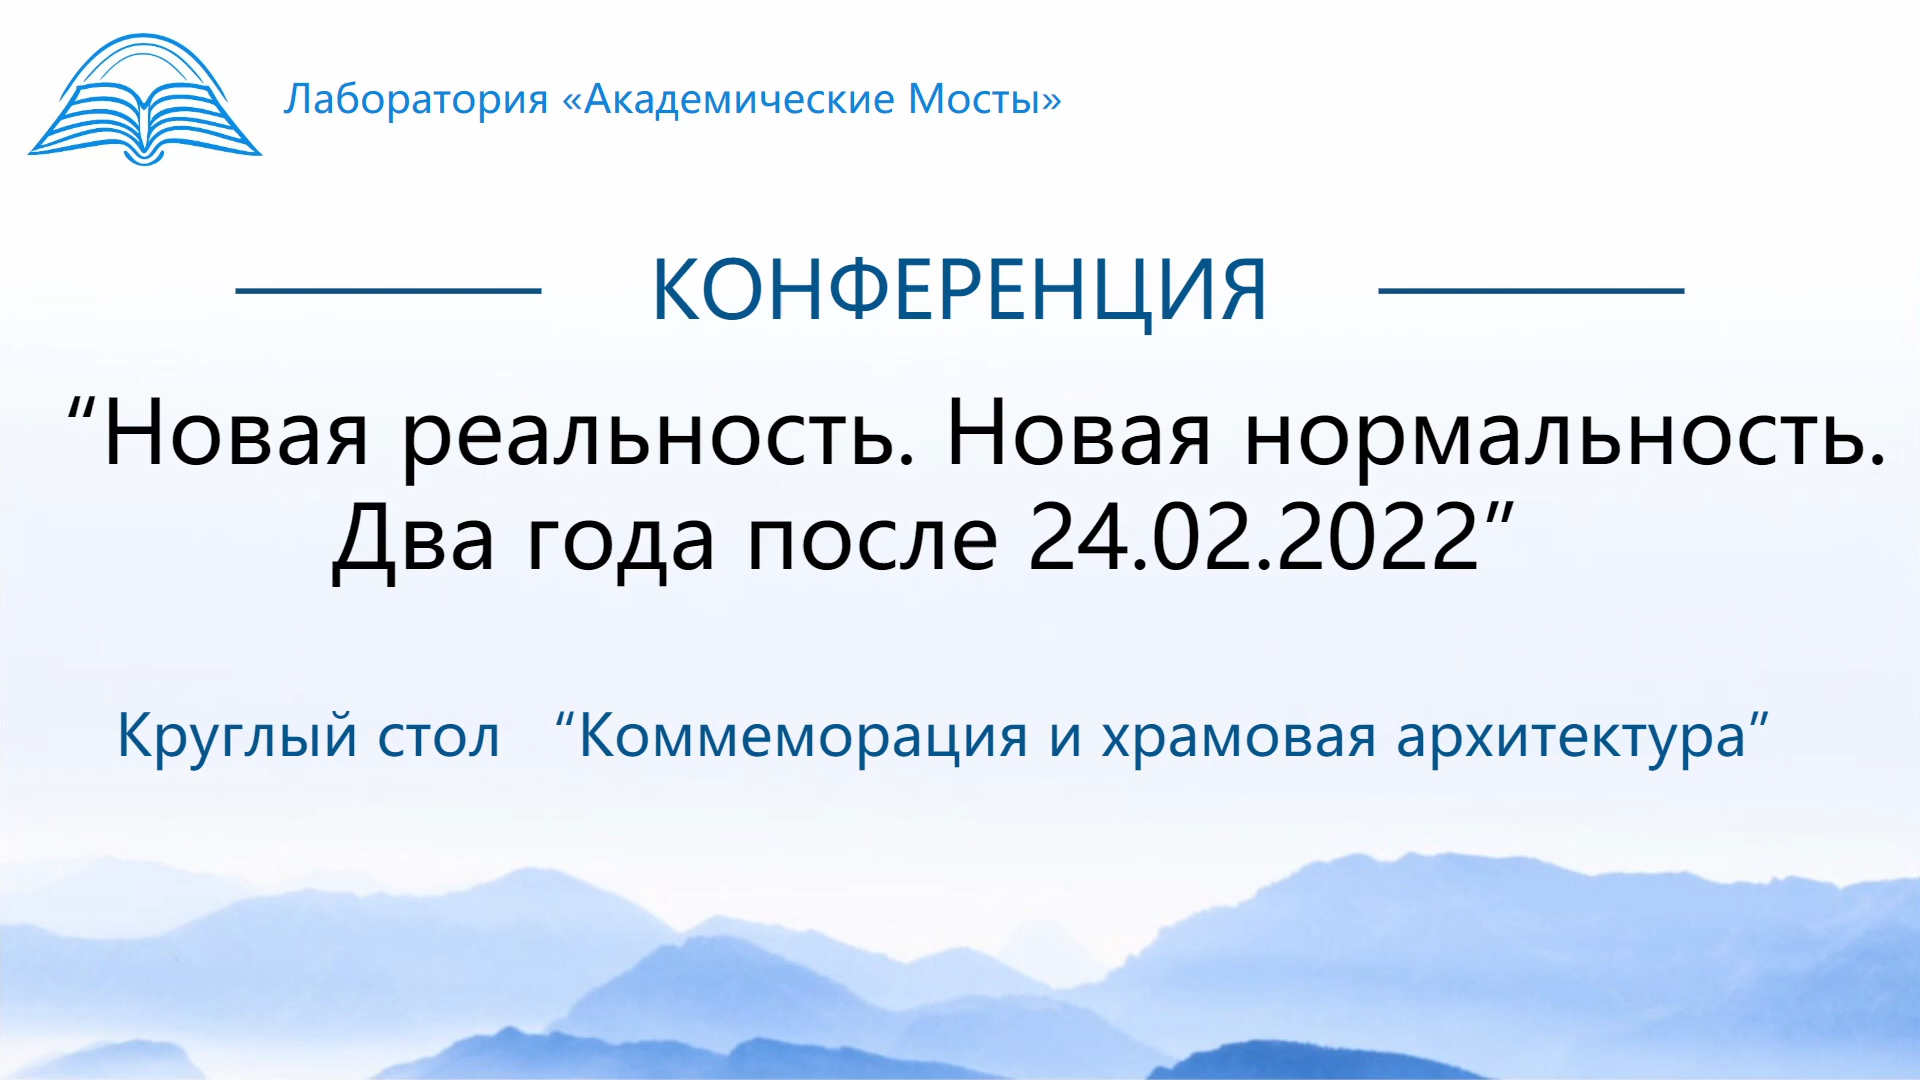 Лаборатория «Академические Мосты»
КОНФЕРЕНЦИЯ
“Новая реальность. Новая нормальность.
Два года после 24.02.2022”
Круглый стол “Коммеморация и храмовая архитектура”